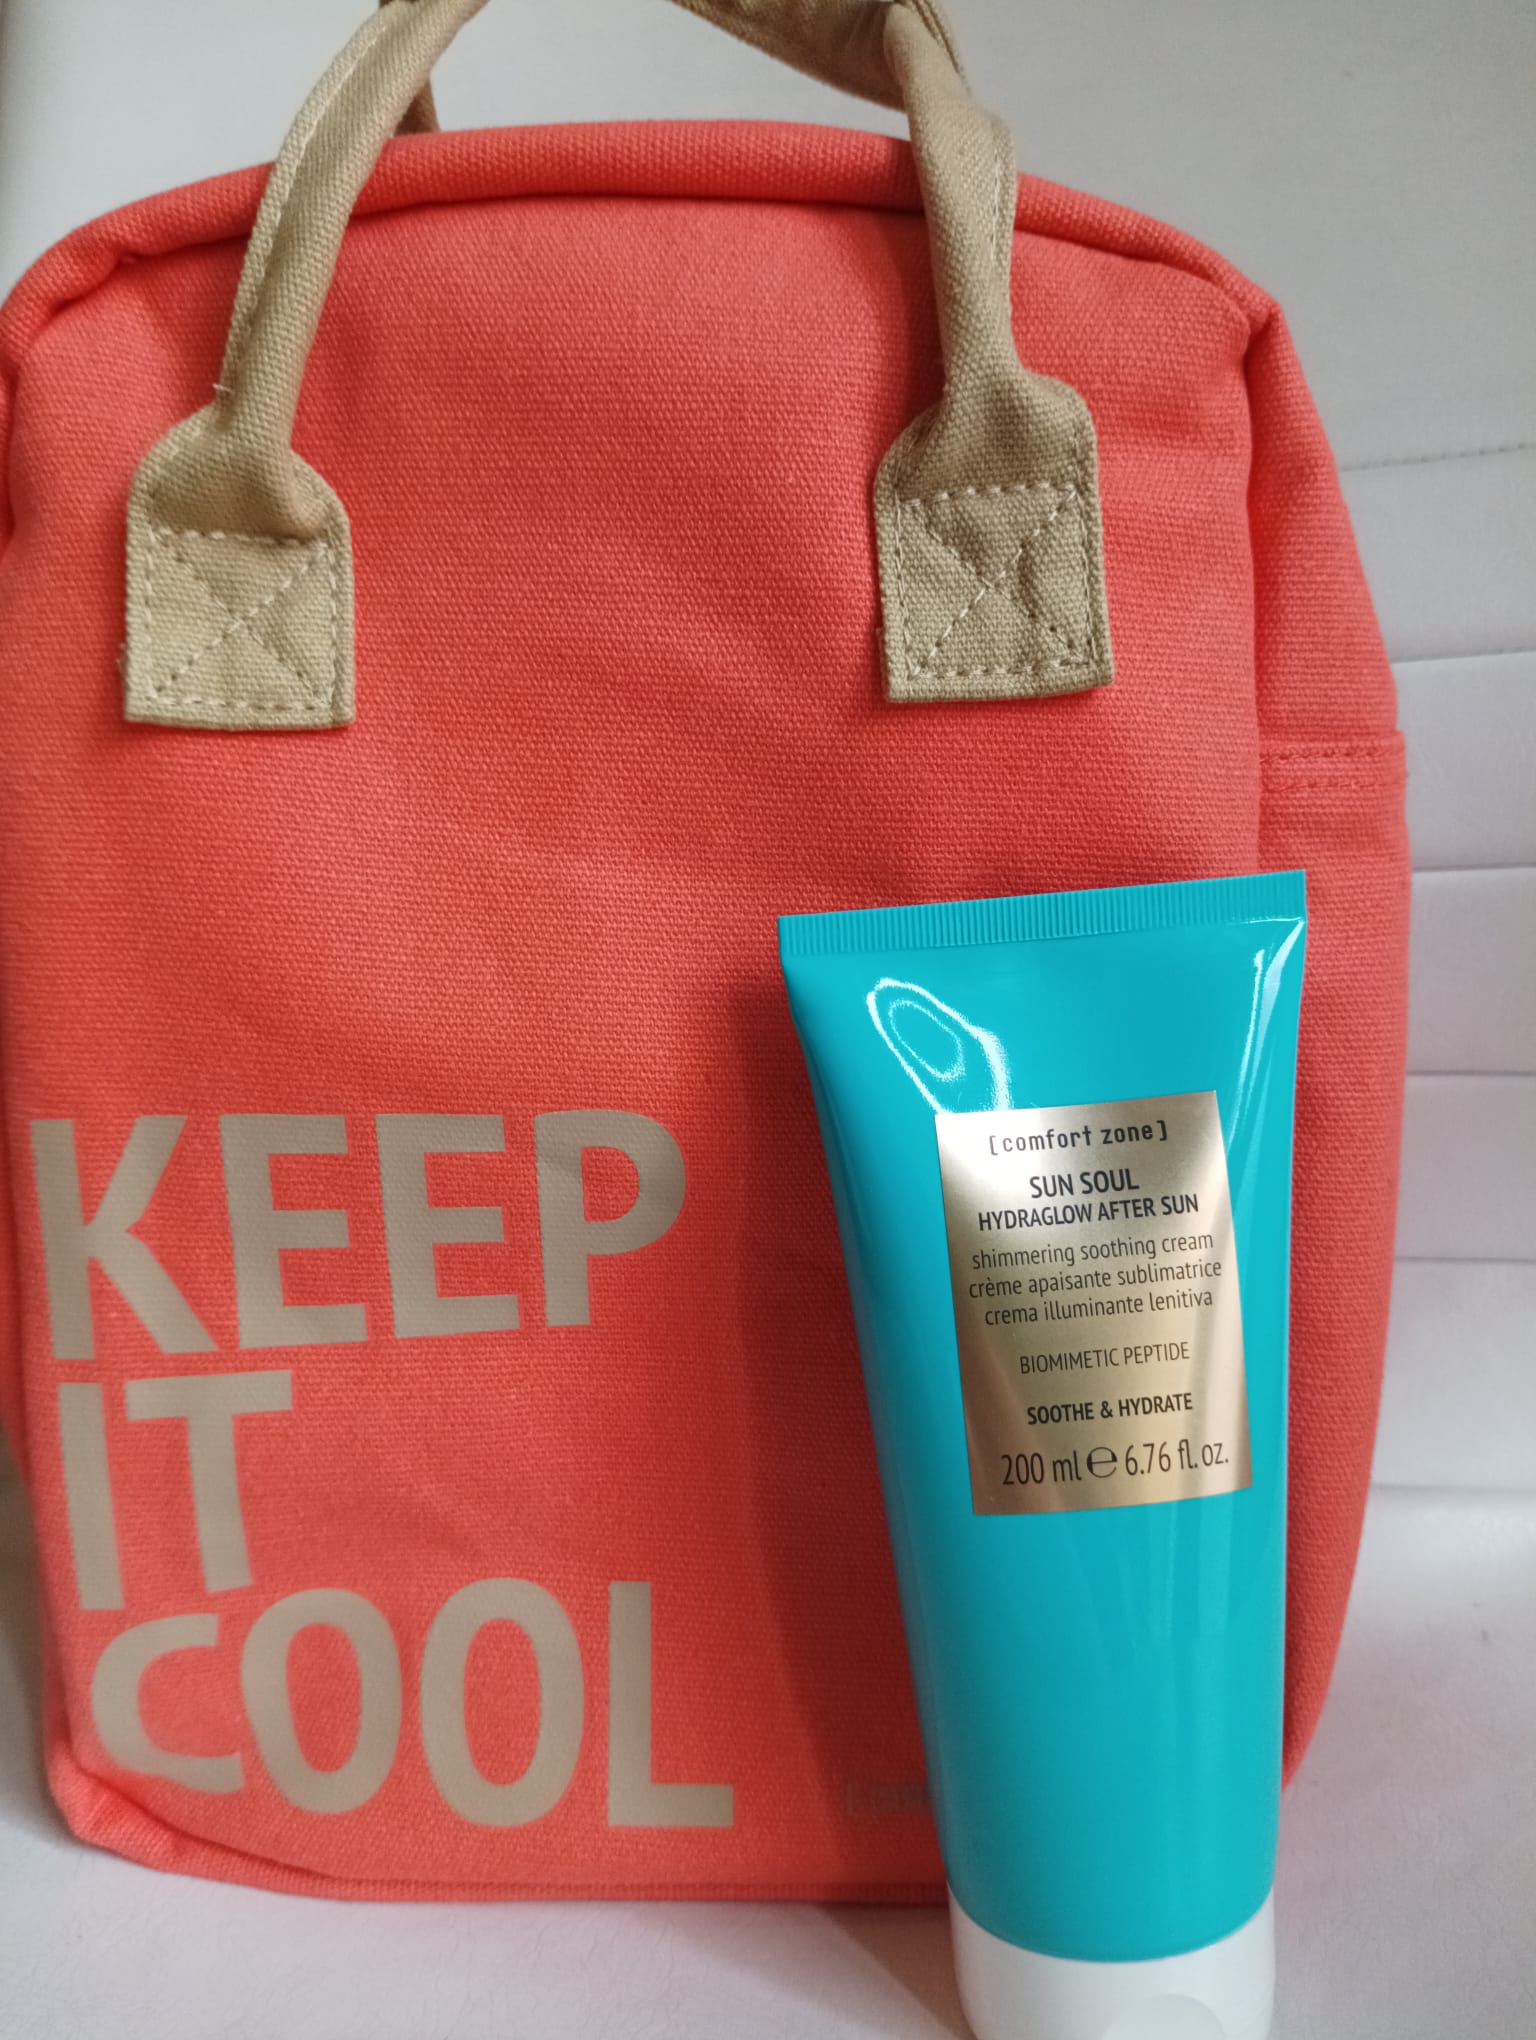 KEEP
IT
COOL
[comfort zone]
SUN SOUL
HYDRAGLOW AFTER SUN
shimmering soothing cream
crème apaisante sublimatrice
crema illuminante lenitiva
BIOMIMETIC PEPTIDE
SOOTHE & HYDRATE
200 ml ℮ 6.76 fl. oz.